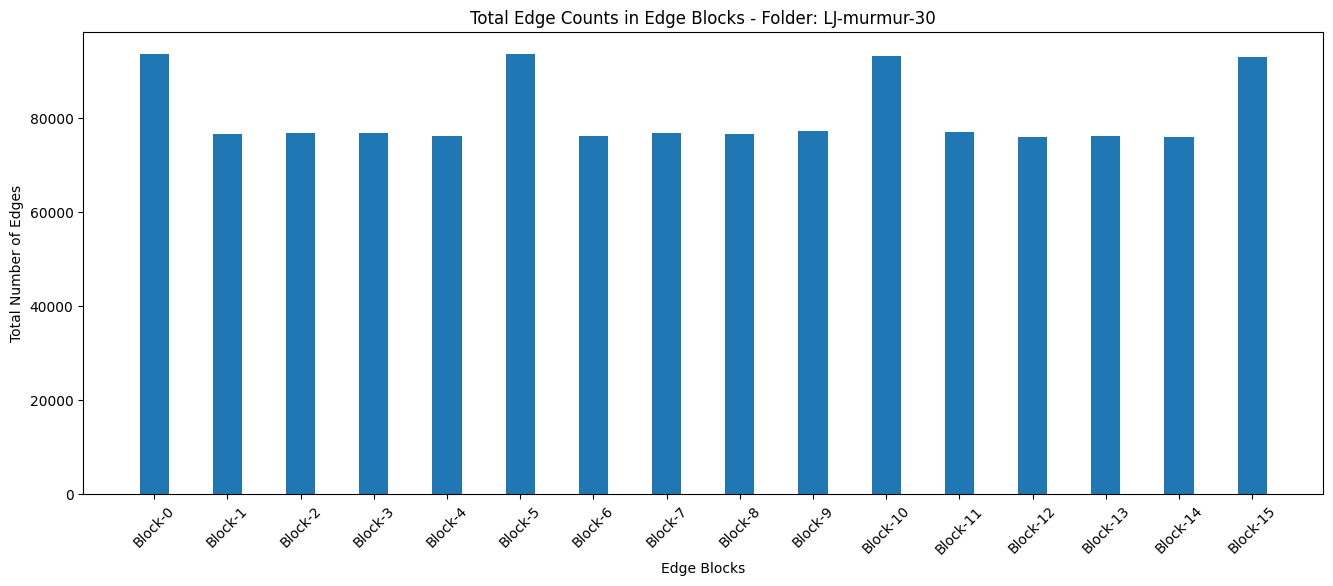 Total Edge Counts in Edge Blocks - Folder: LJ-murmur-30
Total Number of Edges
80000
60000
40000
20000
0
Block-0
Block-1
Block-2
Block-3
Block-4
Block-5
Block-6
Block-7
Block-8
Block-9
Block-10
Block-11
Block-12
Block-13
Block-14
Block-15
Edge Blocks